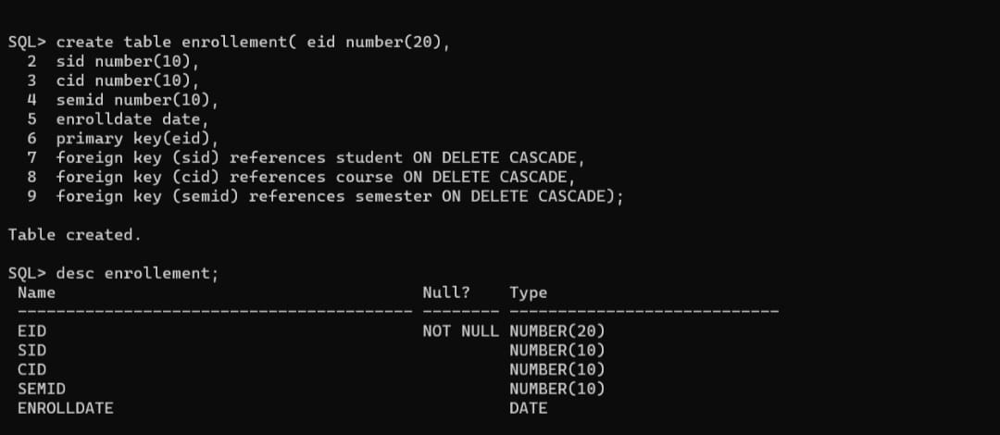 SQL> create table enrollement( eid number(20),
  2  sid number(10),
  3  cid number(10),
  4  semid number(10),
  5  enrolldate date,
  6  primary key(eid),
  7  foreign key (sid) references student ON DELETE CASCADE,
  8  foreign key (cid) references course ON DELETE CASCADE,
  9  foreign key (semid) references semester ON DELETE CASCADE);

Table created.

SQL> desc enrollement;
 Name                                      Null?    Type
 ----------------------------------------- -------- ----------------------------
 EID                                       NOT NULL NUMBER(20)
 SID                                                NUMBER(10)
 CID                                                NUMBER(10)
 SEMID                                              NUMBER(10)
 ENROLLDATE                                         DATE